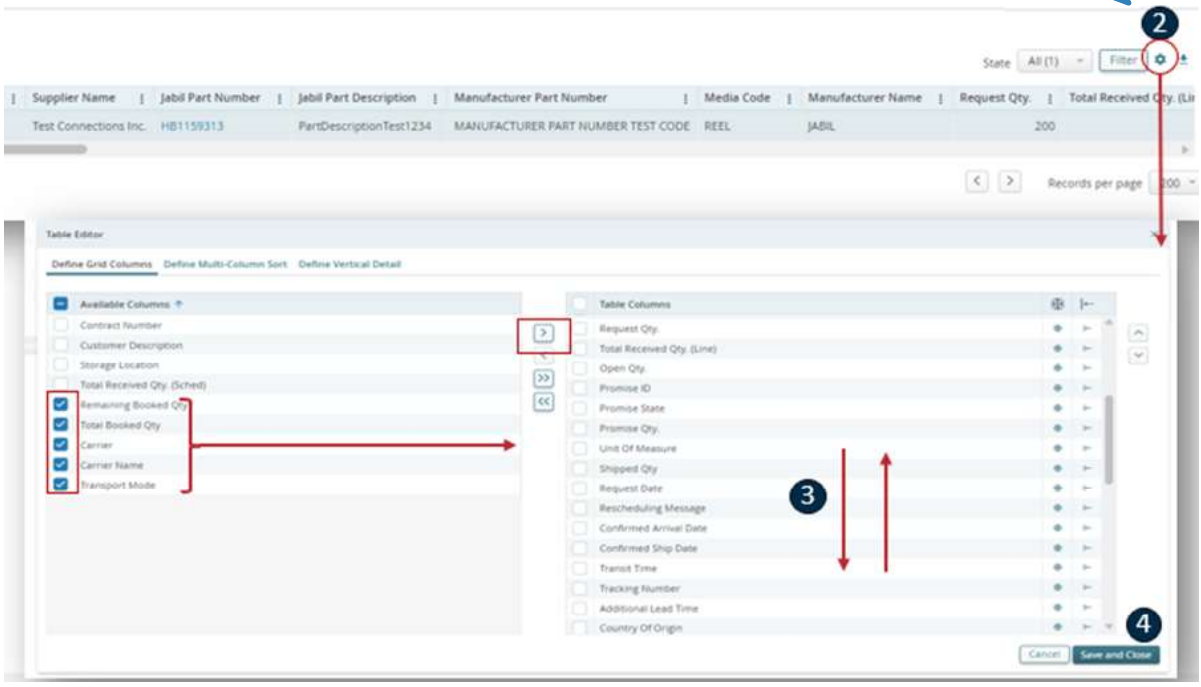 2
State All (1) Filter
Supplier Name Jabil Part Number Jabil Part Description Manufacturer Part Number Media Code Manufacturer Name Request Qty. Total Received Qty. (Li
Test Connections Inc. HB1159313 PartDescriptionTest1234 MANUFACTURER PART NUMBER TEST CODE REEL JABIL 200
< > Records per page 200
Table Editor
Define Grid Columns Define Multi-Column Sort Define Vertical Detail
Available Columns
Contract Number
Customer Description
Storage Location
Total Received Qty. (Sched)
Remaining Booked Qty
Total Booked Qty
Carrier
Carrier Name
Transport Mode
>
<
>>
<<
Table Columns
Request Qty.
Total Received Qty. (Line)
Open Qty.
Promise ID
Promise State
Promise Qty.
Unit Of Measure
Shipped Qty
Request Date
Rescheduling Message
Confirmed Arrival Date
Confirmed Ship Date
Transit Time
Tracking Number
Additional Lead Time
Country Of Origin
3
4
Cancel Save and Close